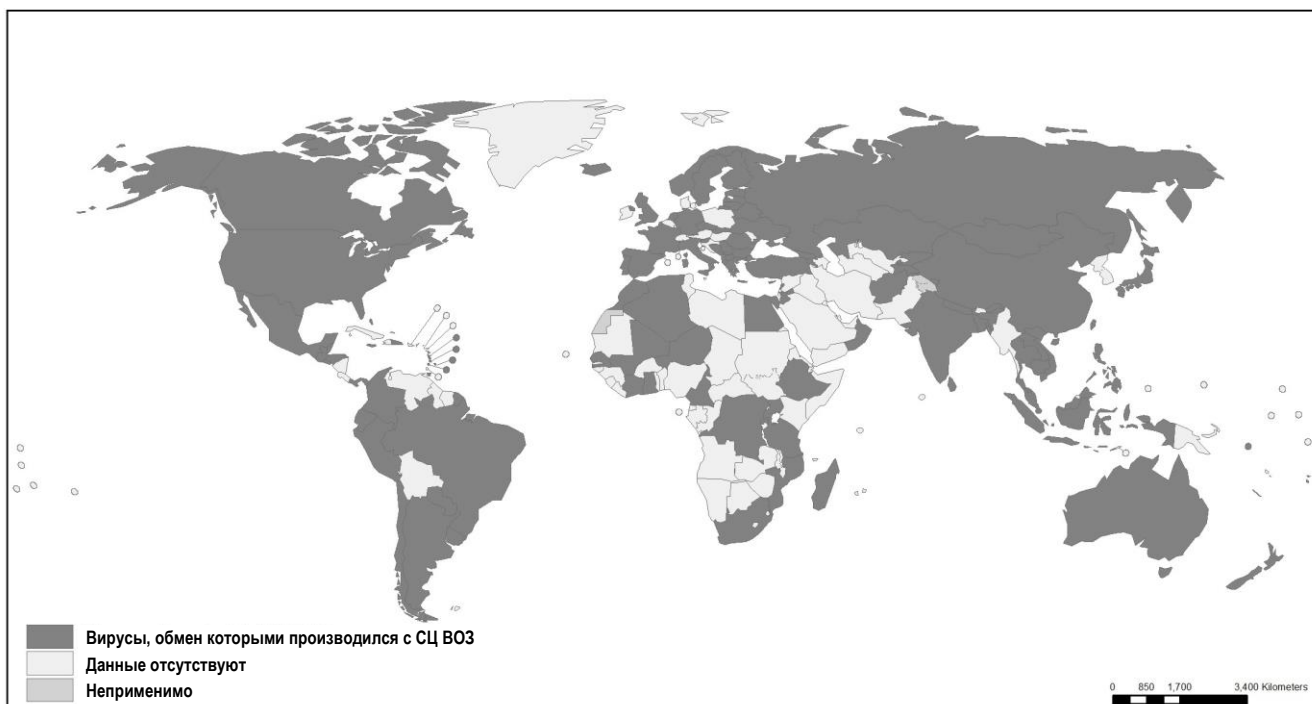 Вирусы, обмен которыми производился с СЦ ВОЗ
Данные отсутствуют
Неприменимо
0 850 1,700 3,400 Kilometers